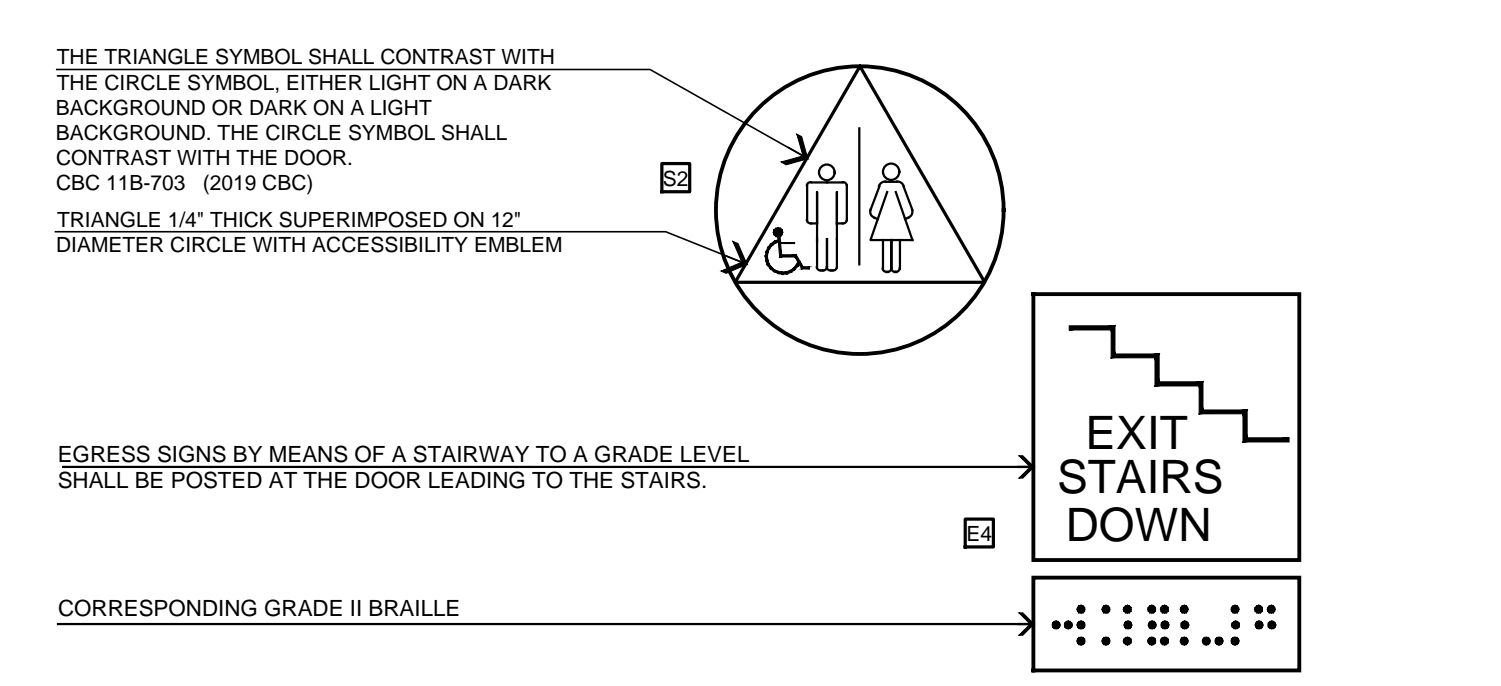 THE TRIANGLE SYMBOL SHALL CONTRAST WITH
THE CIRCLE SYMBOL, EITHER LIGHT ON A DARK
BACKGROUND OR DARK ON A LIGHT
BACKGROUND. THE CIRCLE SYMBOL SHALL
CONTRAST WITH THE DOOR.
CBC 11B-703 (2019 CBC)
S2
TRIANGLE 1/4" THICK SUPERIMPOSED ON 12"
DIAMETER CIRCLE WITH ACCESSIBILITY EMBLEM
EGRESS SIGNS BY MEANS OF A STAIRWAY TO A GRADE LEVEL
SHALL BE POSTED AT THE DOOR LEADING TO THE STAIRS.
EXIT
STAIRS
DOWN
E4
CORRESPONDING GRADE II BRAILLE